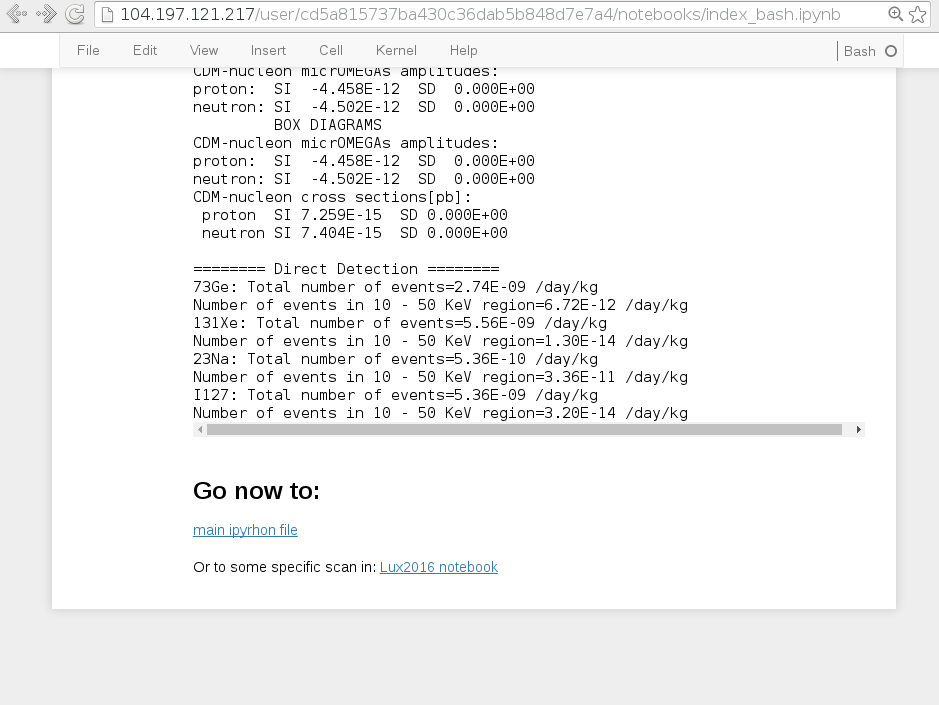 104.197.121.217/user/cd5a815737ba430c36dab5b848d7e7a4/notebooks/index_bash.ipynb
File Edit View Insert Cell Kernel Help Bash
CDM-nucleon micrOMEGAs amplitudes:
proton:  SI  -4.458E-12  SD  0.000E+00
neutron: SI  -4.502E-12  SD  0.000E+00
BOX DIAGRAMS
CDM-nucleon micrOMEGAs amplitudes:
proton:  SI  -4.458E-12  SD  0.000E+00
neutron: SI  -4.502E-12  SD  0.000E+00
CDM-nucleon cross sections[pb]:
proton  SI 7.259E-15  SD 0.000E+00
neutron SI 7.404E-15  SD 0.000E+00
======== Direct Detection ========
73Ge: Total number of events=2.74E-09 /day/kg
Number of events in 10 - 50 KeV region=6.72E-12 /day/kg
131Xe: Total number of events=5.56E-09 /day/kg
Number of events in 10 - 50 KeV region=1.30E-14 /day/kg
23Na: Total number of events=5.36E-10 /day/kg
Number of events in 10 - 50 KeV region=3.36E-11 /day/kg
I127: Total number of events=5.36E-09 /day/kg
Number of events in 10 - 50 KeV region=3.20E-14 /day/kg
Go now to:
main ipyrhon file
Or to some specific scan in: Lux2016 notebook